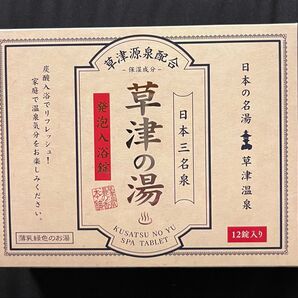 草津源泉配合
-保湿成分-
日本の名湯
草津温泉
12錠入り
日本三名泉
草津の湯
KUSATSU NO YU
SPA TABLET
発泡入浴錠
炭酸入浴でリフレッシュ!
家庭で温泉気分をお楽しみください。
薄乳緑色のお湯